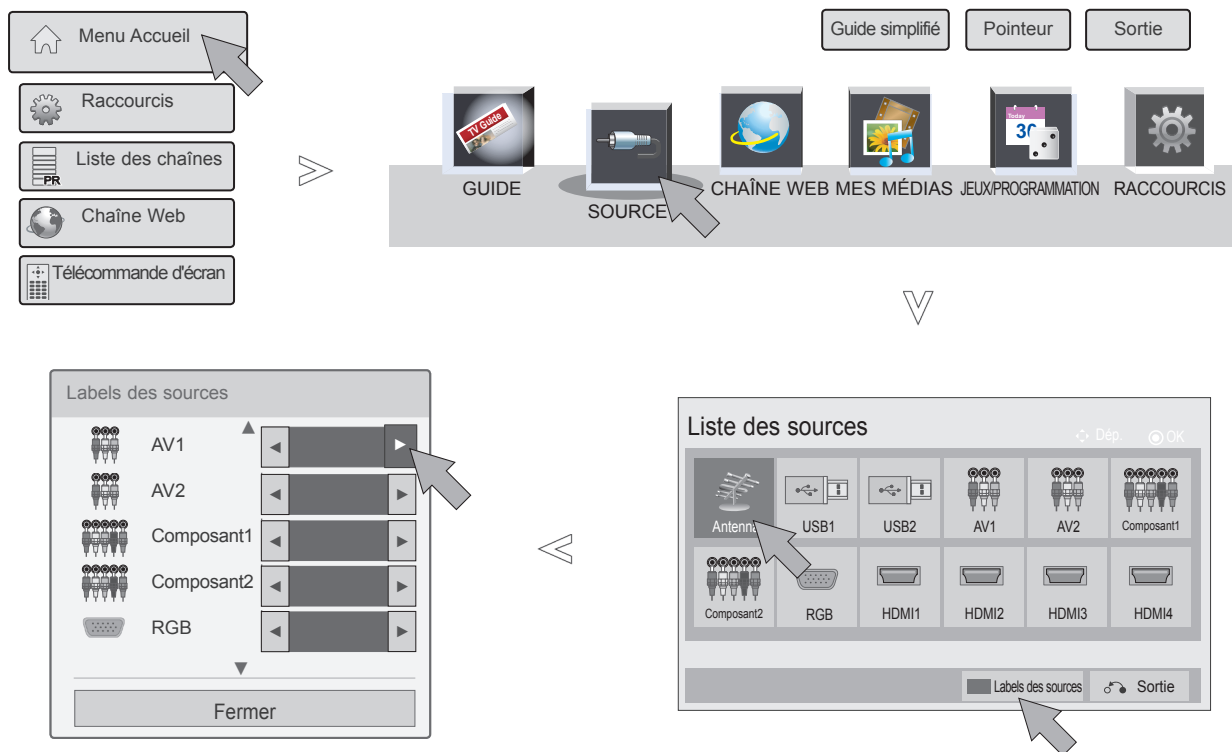 Menu Accueil
Raccourcis
Liste des chaînes
PR
Chaîne Web
Télécommande d'écran
Guide simplifié
Pointeur
Sortie
TV Guide
Today
30
GUIDE
SOURCE
CHAÎNE WEB
MES MÉDIAS
JEUX/PROGRAMMATION
RACCOURCIS
Labels des sources
AV1
AV2
Composant1
Composant2
RGB
Fermer
Liste des sources
Dép.
OK
Antenna
USB1
USB2
AV1
AV2
Composant1
Composant2
RGB
HDMI1
HDMI2
HDMI3
HDMI4
Labels des sources
Sortie